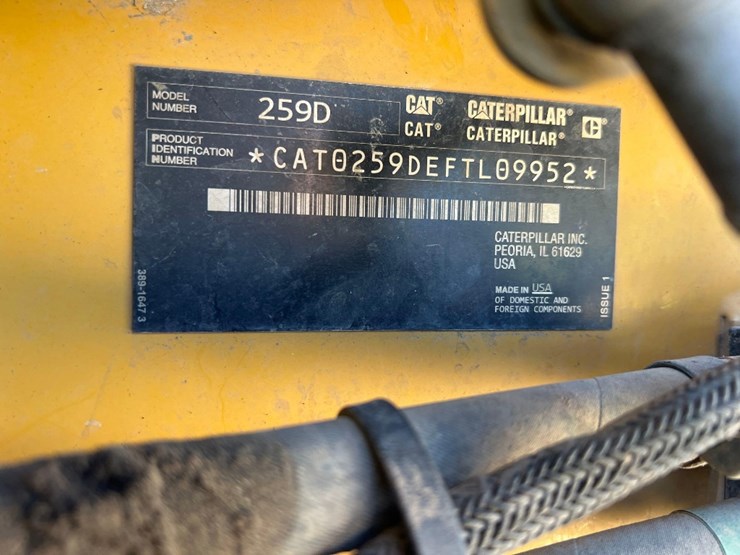 MODEL
NUMBER
259D
CAT® CATERPILLAR®
CAT® CATERPILLAR®
PRODUCT
IDENTIFICATION
NUMBER
*CAT0259DEFTL09952*
CATERPILLAR INC.
PEORIA, IL 61629
USA
MADE IN USA
OF DOMESTIC AND
FOREIGN COMPONENTS
389-1647 3
ISSUE 1